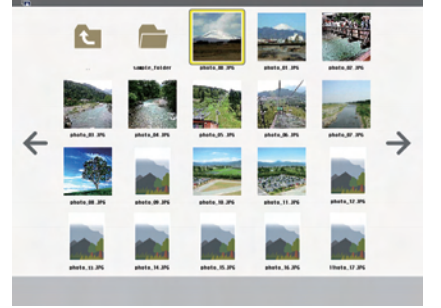 ..
sample_folder
photo_00.JPG
photo_01.JPG
photo_02.JPG
photo_03.JPG
photo_04.JPG
photo_05.JPG
photo_06.JPG
photo_07.JPG
photo_08.JPG
photo_09.JPG
photo_10.JPG
photo_11.JPG
photo_12.JPG
photo_13.JPG
photo_14.JPG
photo_15.JPG
photo_16.JPG